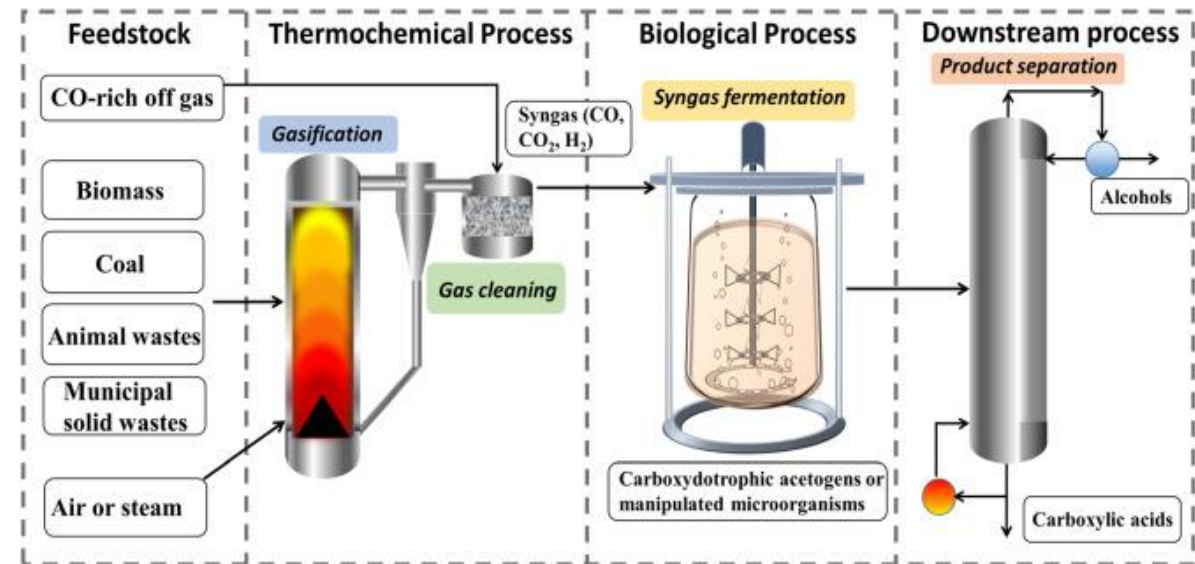 Feedstock
CO-rich off gas
Biomass
Coal
Animal wastes
Municipal
solid wastes
Air or steam
Thermochemical Process
Gasification
Gas cleaning
Syngas (CO,
CO₂, H₂)
Biological Process
Syngas fermentation
Carboxydotrophic acetogens or
manipulated microorganisms
Downstream process
Product separation
Alcohols
Carboxylic acids